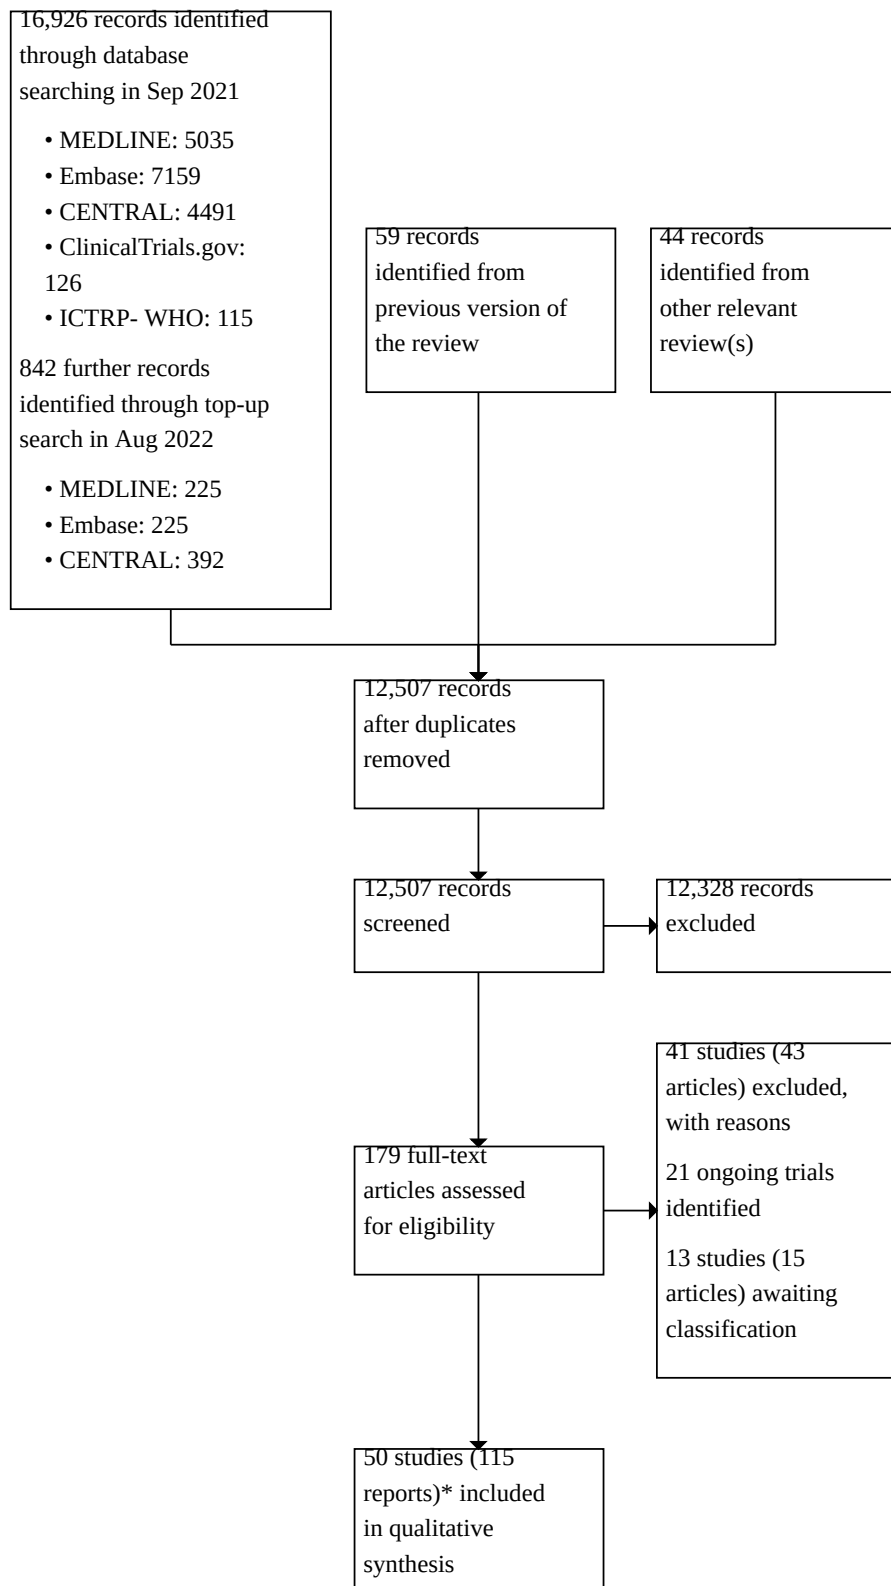 16,926 records identified
through database
searching in Sep 2021
• MEDLINE: 5035
• Embase: 7159
• CENTRAL: 4491
• ClinicalTrials.gov:
126
• ICTRP- WHO: 115
842 further records
identified through top-up
search in Aug 2022
• MEDLINE: 225
• Embase: 225
• CENTRAL: 392
59 records
identified from
previous version of
the review
44 records
identified from
other relevant
review(s)
12,507 records
after duplicates
removed
12,507 records
screened
12,328 records
excluded
179 full-text
articles assessed
for eligibility
41 studies (43
articles) excluded,
with reasons
21 ongoing trials
identified
13 studies (15
articles) awaiting
classification
50 studies (115
reports)* included
in qualitative
synthesis